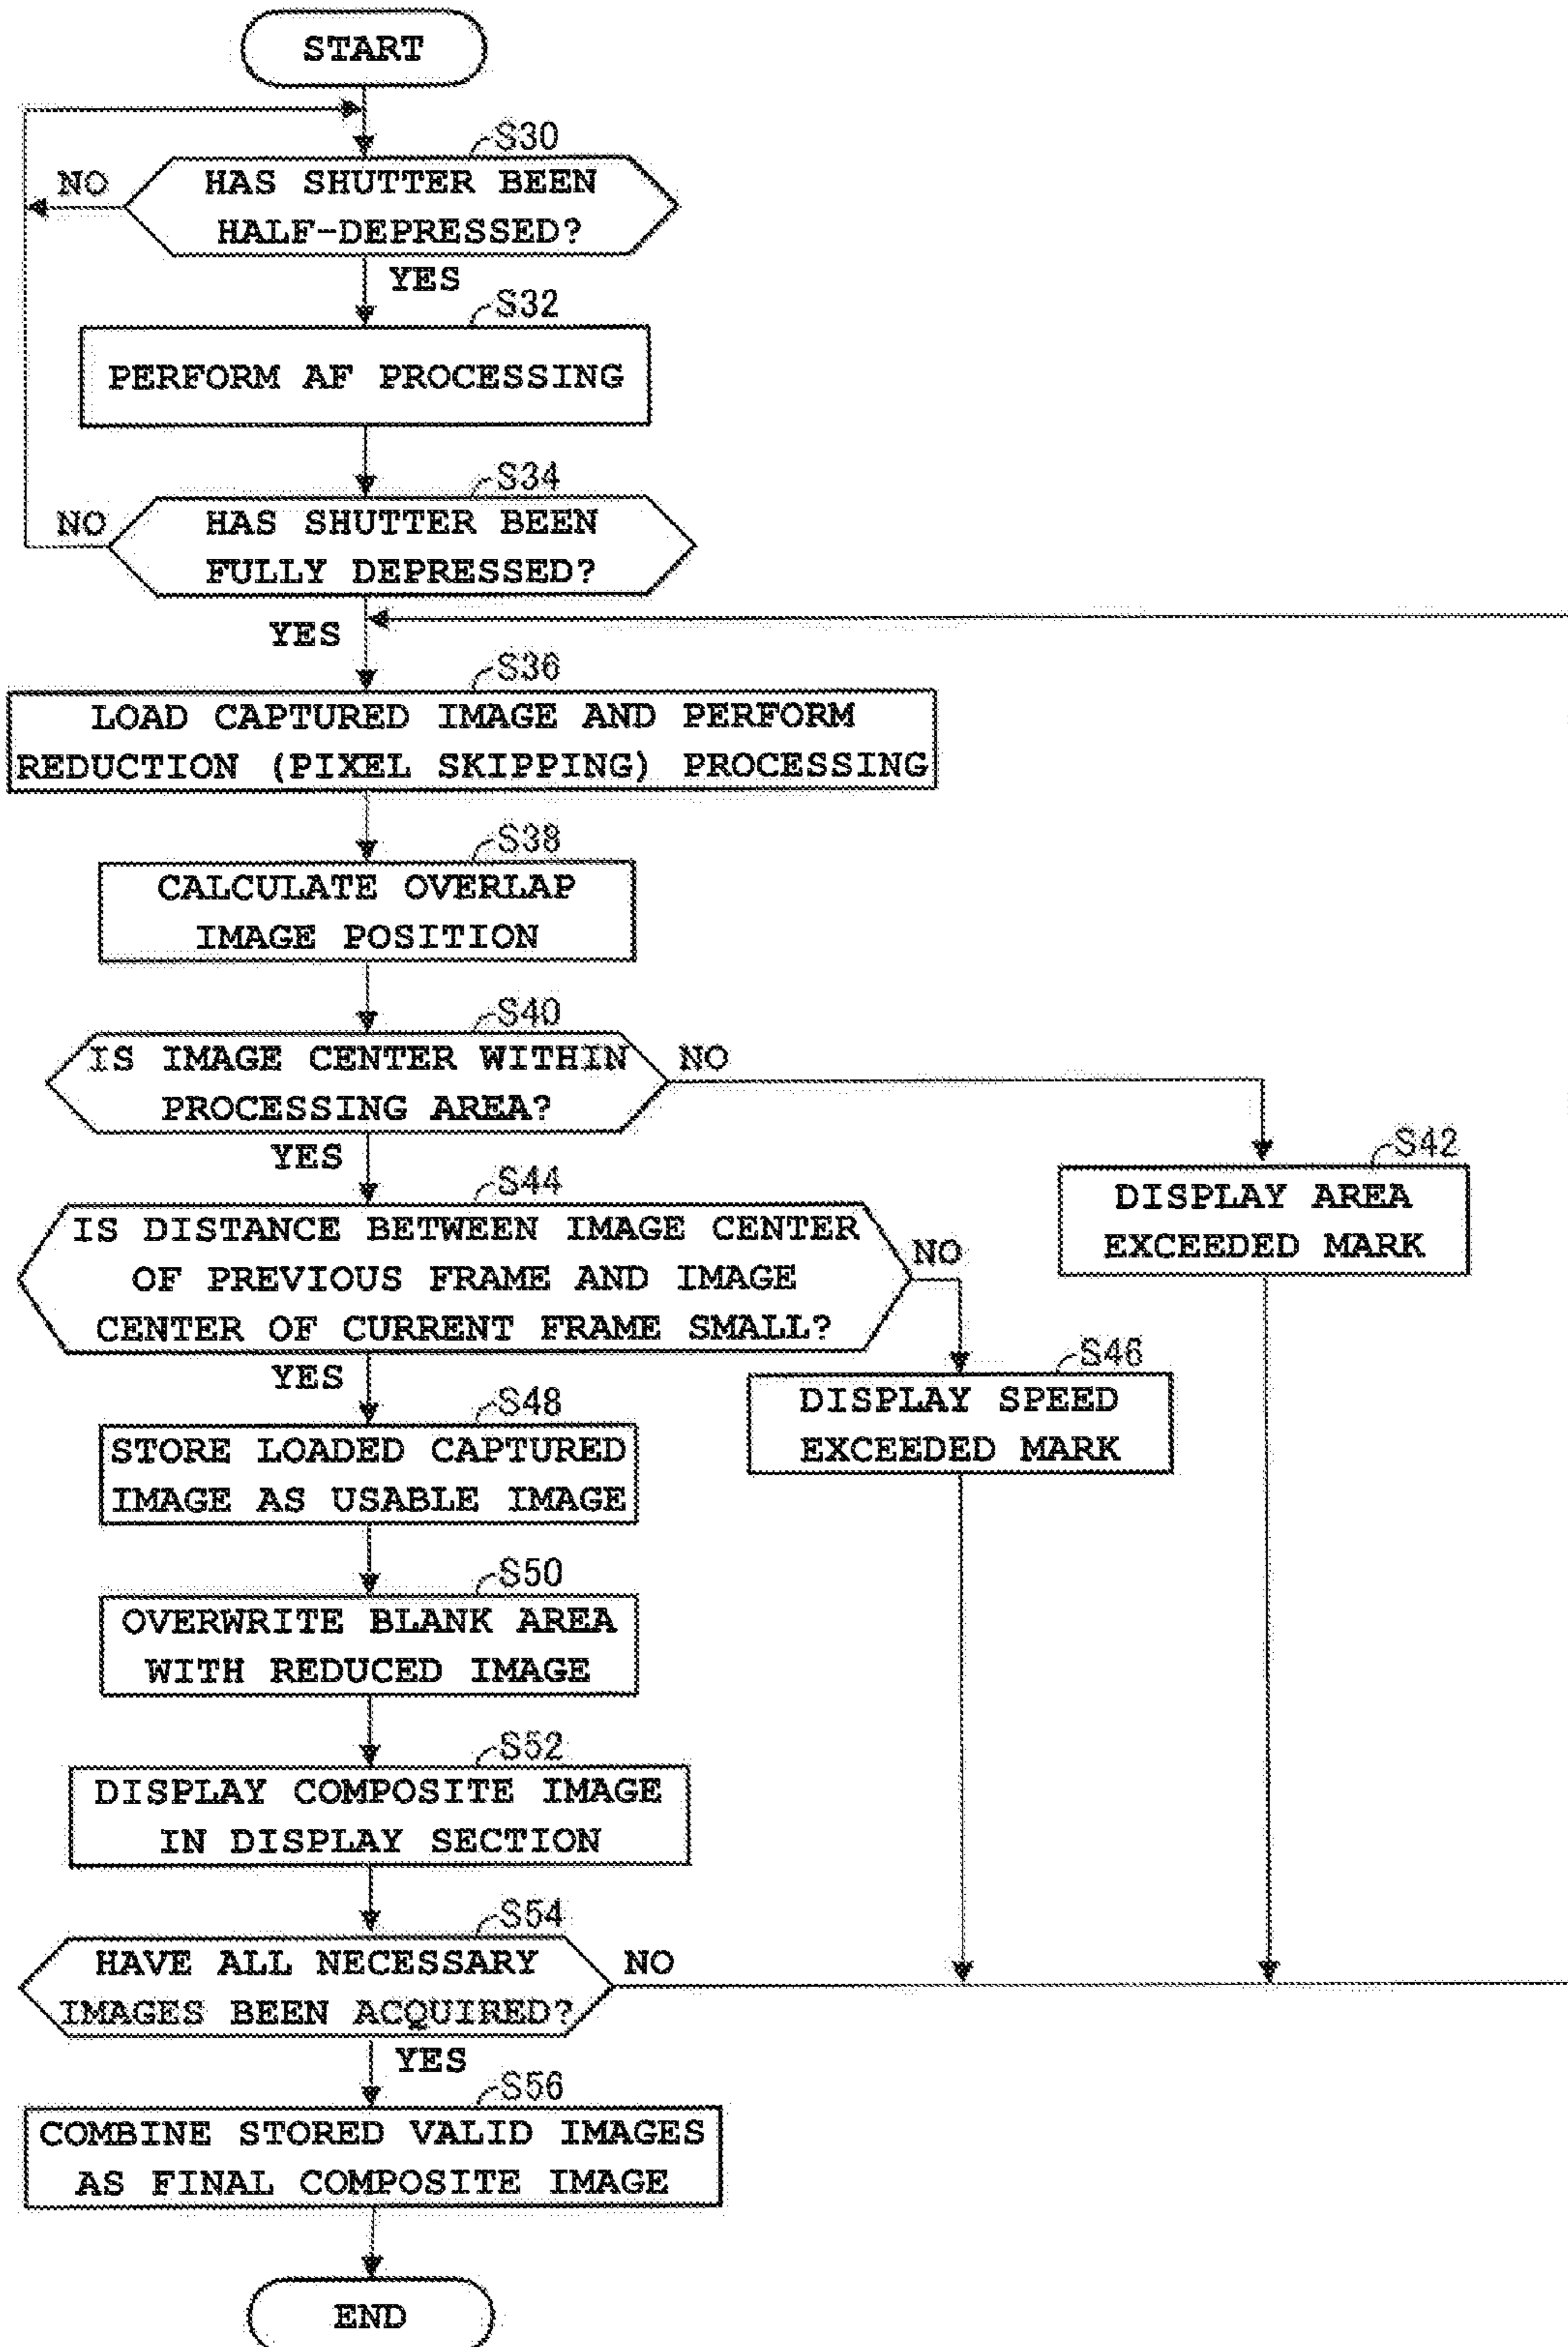 START
S30
NO
HAS SHUTTER BEEN
HALF-DEPRESSED?
YES
S32
PERFORM AF PROCESSING
S34
NO
HAS SHUTTER BEEN
FULLY DEPRESSED?
YES
S36
LOAD CAPTURED IMAGE AND PERFORM
REDUCTION (PIXEL SKIPPING) PROCESSING
S38
CALCULATE OVERLAP
IMAGE POSITION
S40
IS IMAGE CENTER WITHIN
PROCESSING AREA?
NO
YES
S42
DISPLAY AREA
EXCEEDED MARK
S44
IS DISTANCE BETWEEN IMAGE CENTER
OF PREVIOUS FRAME AND IMAGE
CENTER OF CURRENT FRAME SMALL?
NO
YES
S46
DISPLAY SPEED
EXCEEDED MARK
S48
STORE LOADED CAPTURED
IMAGE AS USABLE IMAGE
S50
OVERWRITE BLANK AREA
WITH REDUCED IMAGE
S52
DISPLAY COMPOSITE IMAGE
IN DISPLAY SECTION
S54
HAVE ALL NECESSARY
IMAGES BEEN ACQUIRED?
NO
YES
S56
COMBINE STORED VALID IMAGES
AS FINAL COMPOSITE IMAGE
END